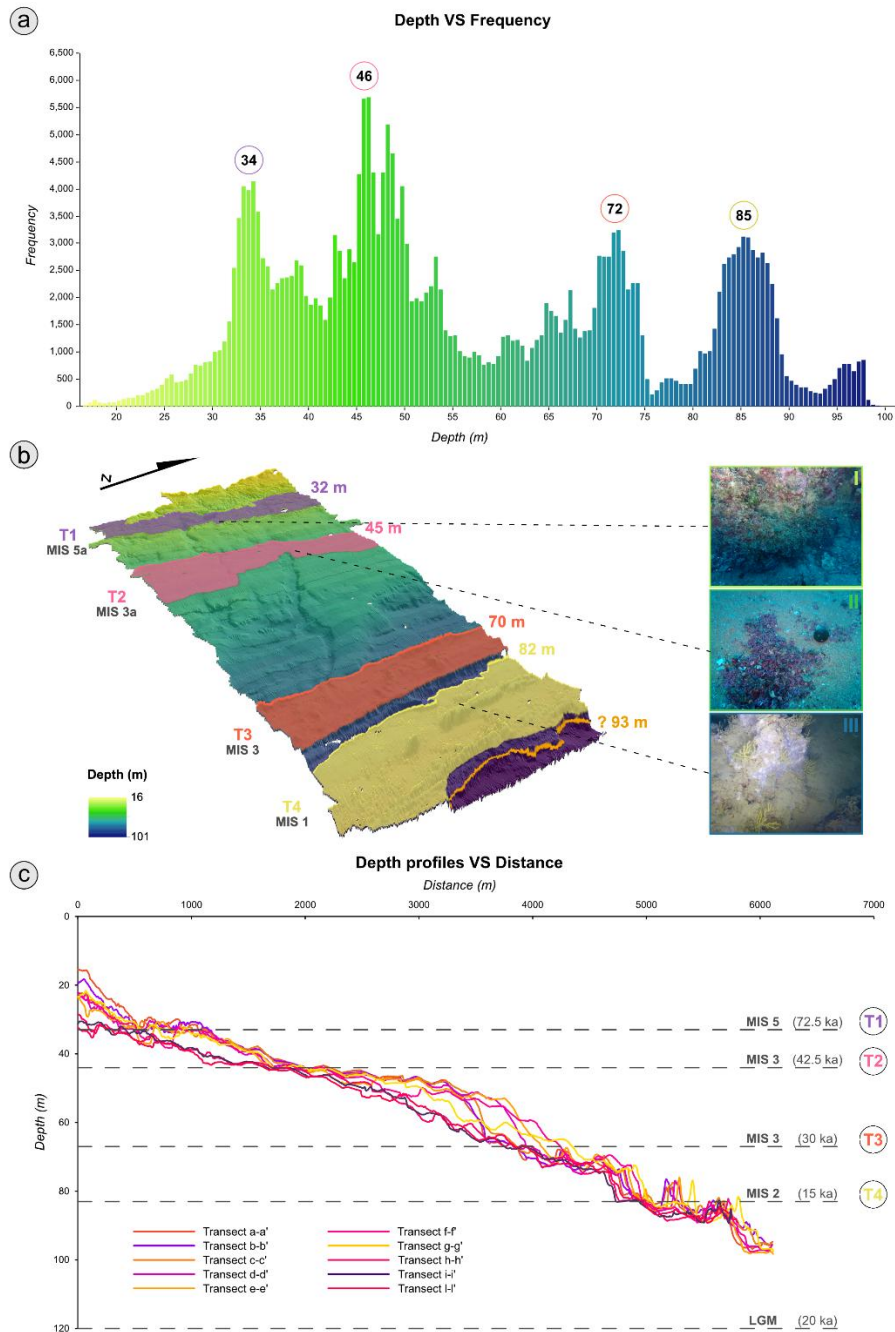 a
Depth VS Frequency
6,500
6,000
5,500
5,000
4,500
4,000
3,500
3,000
2,500
2,000
1,500
1,000
500
0
Frequency
34
46
72
85
20 25 30 35 40 45 50 55 60 65 70 75 80 85 90 95 100
Depth (m)
b
N
32 m
T1
MIS 5a
45 m
T2
MIS 3a
70 m
82 m
T3
MIS 3
? 93 m
T4
MIS 1
Depth (m)
16
101
I
II
III
c
Depth profiles VS Distance
Distance (m)
0 1000 2000 3000 4000 5000 6000 7000
0
20
40
60
80
100
120
Depth (m)
MIS 5 (72.5 ka) T1
MIS 3 (42.5 ka) T2
MIS 3 (30 ka) T3
MIS 2 (15 ka) T4
LGM (20 ka)
Transect a-a'
Transect b-b'
Transect c-c'
Transect d-d'
Transect e-e'
Transect f-f'
Transect g-g'
Transect h-h'
Transect i-i'
Transect l-l'